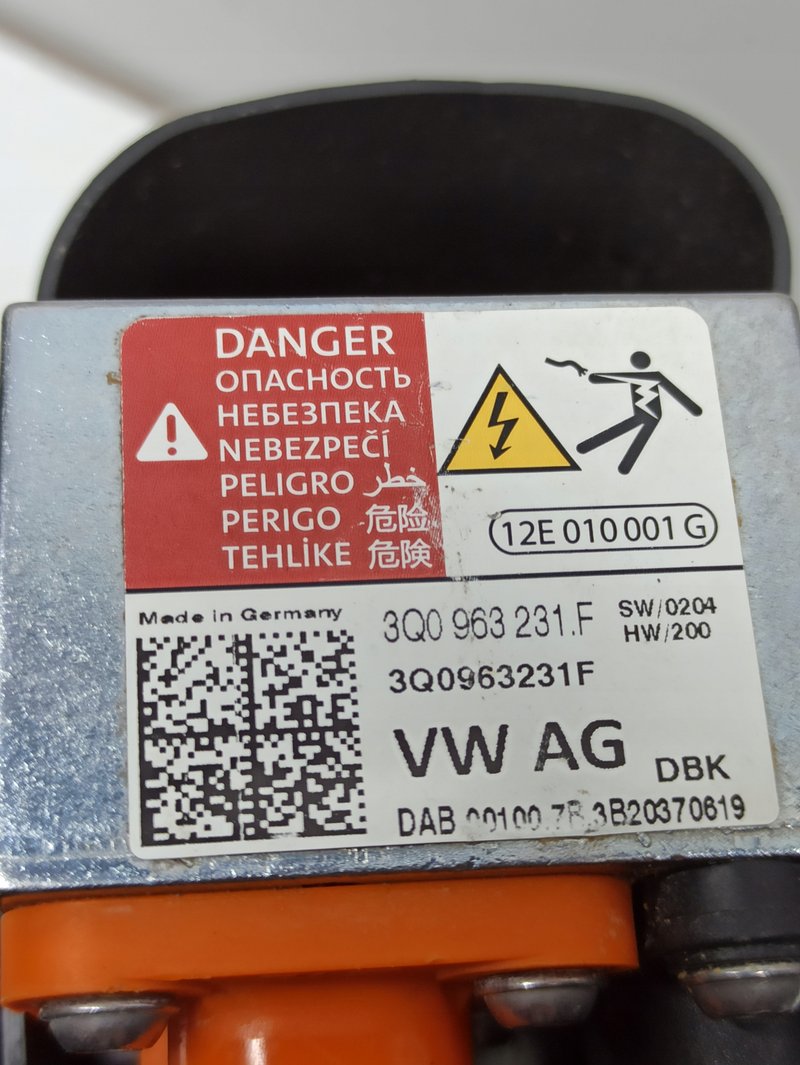 DANGER
ОПАСНОСТЬ
НЕБЕЗПЕКА
NEBEZPEČÍ
PELIGRO خطر
PERIGO 危险
TEHLİKE 危険
12E 010 001 G
Made in Germany
3Q0 963 231.F SW/0204
HW/200
3Q0963231F
VW AG DBK
DAB